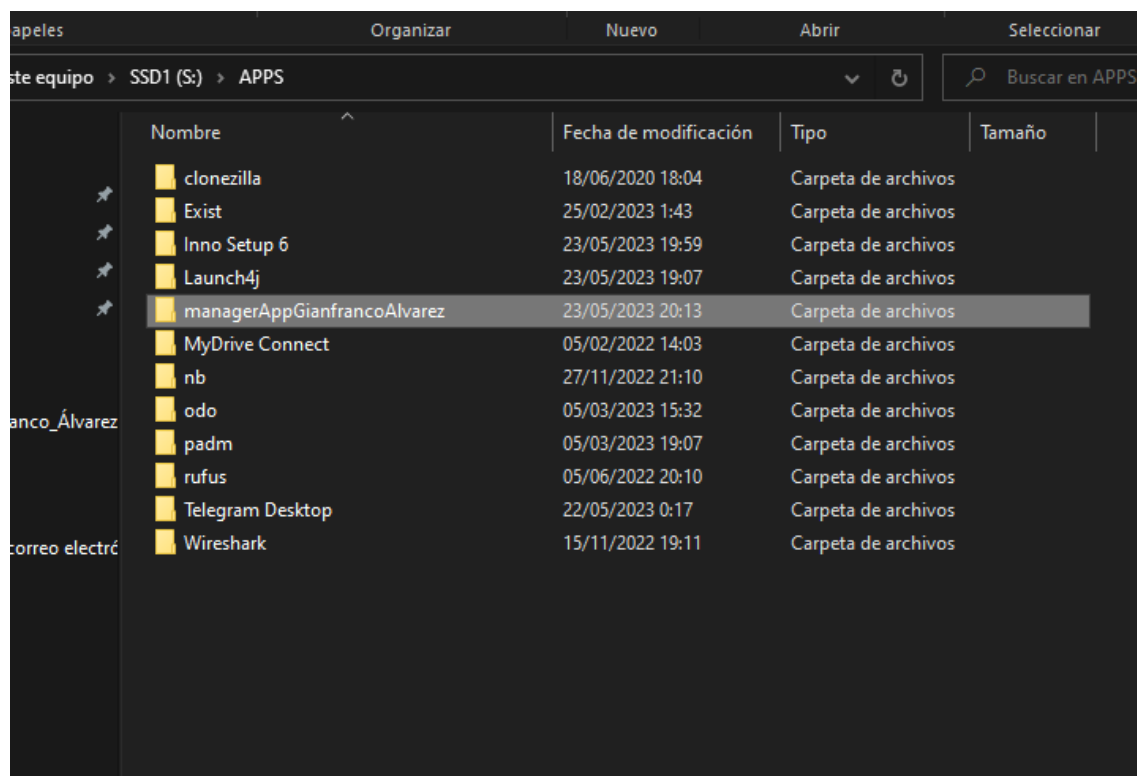 Organizar Nuevo Abrir Seleccionar
equipo > SSD1 (S:) > APPS Buscar en APPS
Nombre Fecha de modificación Tipo Tamaño
clonezilla 18/06/2020 18:04 Carpeta de archivos
Exist 25/02/2023 1:43 Carpeta de archivos
Inno Setup 6 23/05/2023 19:59 Carpeta de archivos
Launch4j 23/05/2023 19:07 Carpeta de archivos
managerAppGianfrancoAlvarez 23/05/2023 20:13 Carpeta de archivos
MyDrive Connect 05/02/2022 14:03 Carpeta de archivos
nb 27/11/2022 21:10 Carpeta de archivos
anco_Álvarez
odo 05/03/2023 15:32 Carpeta de archivos
padm 05/03/2023 19:07 Carpeta de archivos
rufus 05/06/2022 20:10 Carpeta de archivos
Telegram Desktop 22/05/2023 0:17 Carpeta de archivos
correo electró
Wireshark 15/11/2022 19:11 Carpeta de archivos